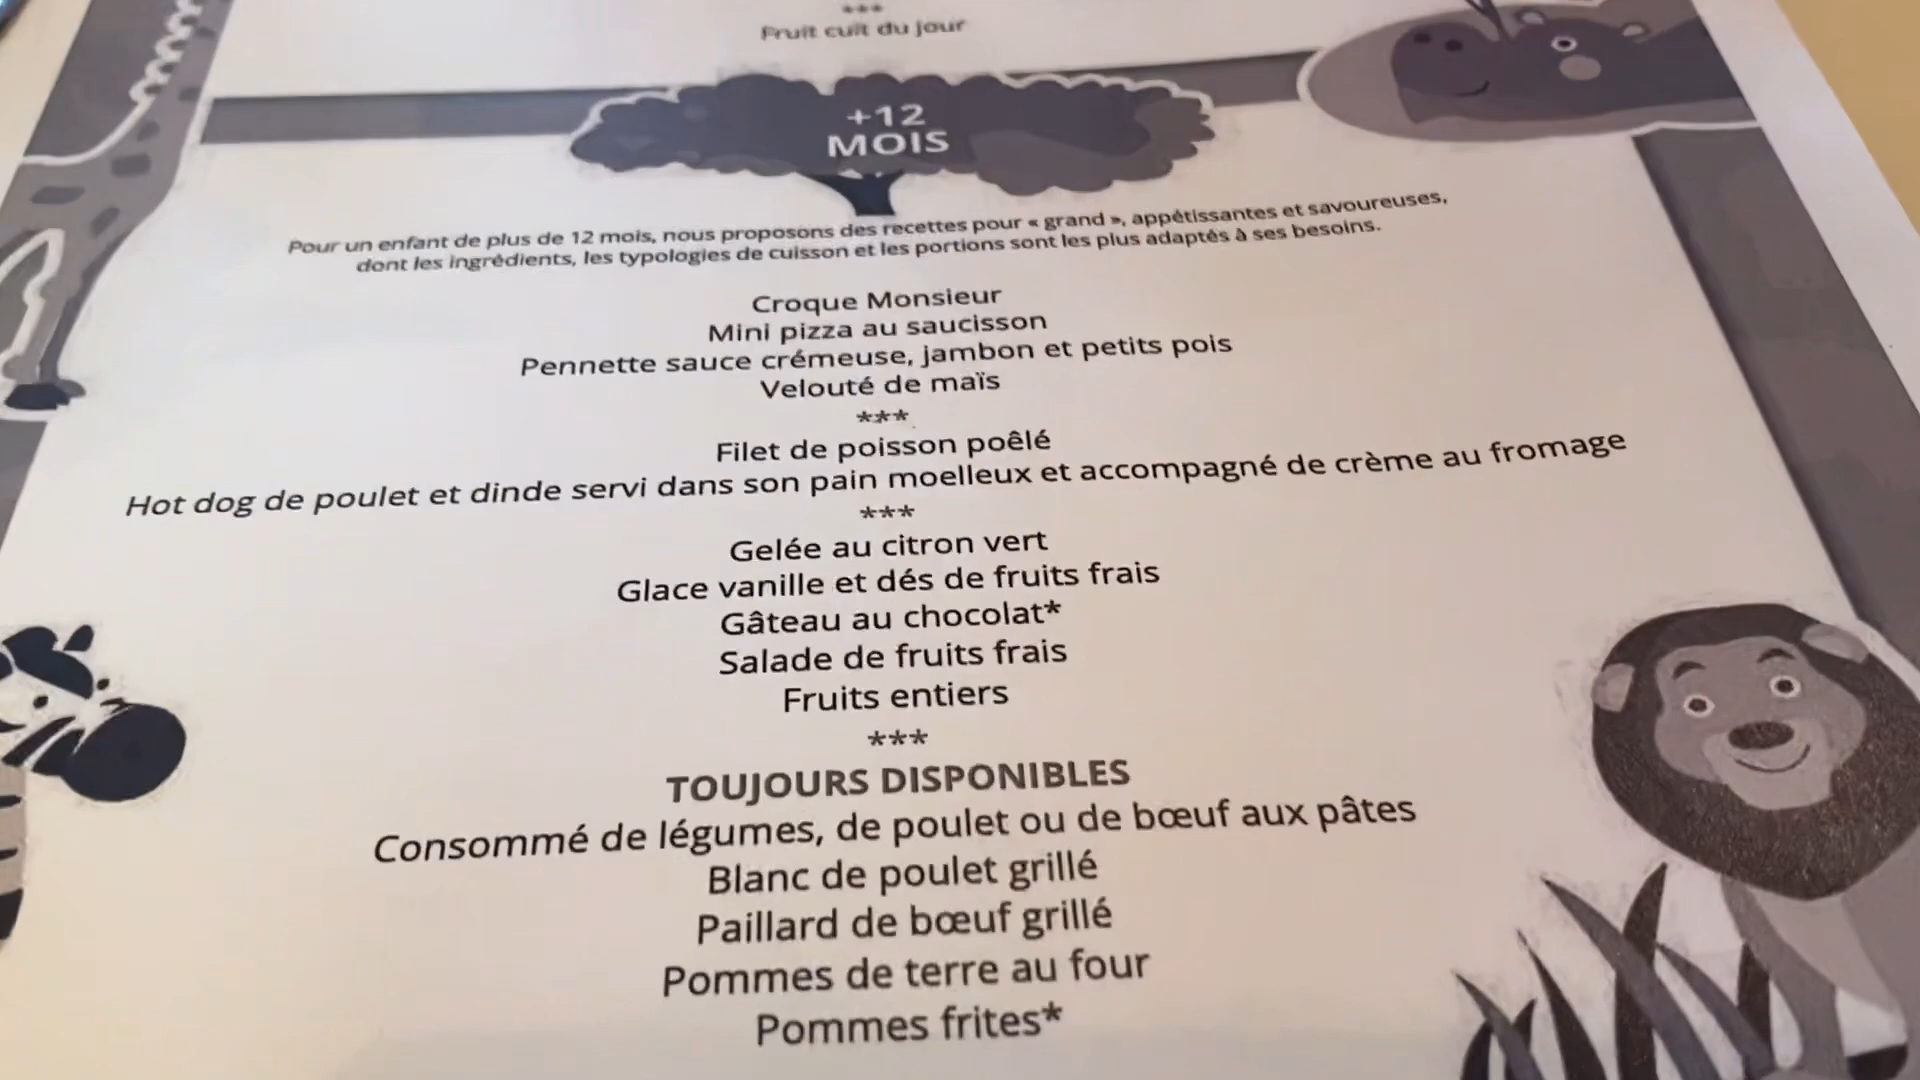 ***
Fruit cuit du jour
+12
MOIS
Pour un enfant de plus de 12 mois, nous proposons des recettes pour « grand », appétissantes et savoureuses,
dont les ingrédients, les typologies de cuisson et les portions sont les plus adaptés à ses besoins.
Croque Monsieur
Mini pizza au saucisson
Pennette sauce crémeuse, jambon et petits pois
Velouté de maïs
***
Filet de poisson poêlé
Hot dog de poulet et dinde servi dans son pain moelleux et accompagné de crème au fromage
***
Gelée au citron vert
Glace vanille et dés de fruits frais
Gâteau au chocolat*
Salade de fruits frais
Fruits entiers
***
TOUJOURS DISPONIBLES
Consommé de légumes, de poulet ou de bœuf aux pâtes
Blanc de poulet grillé
Paillard de bœuf grillé
Pommes de terre au four
Pommes frites*